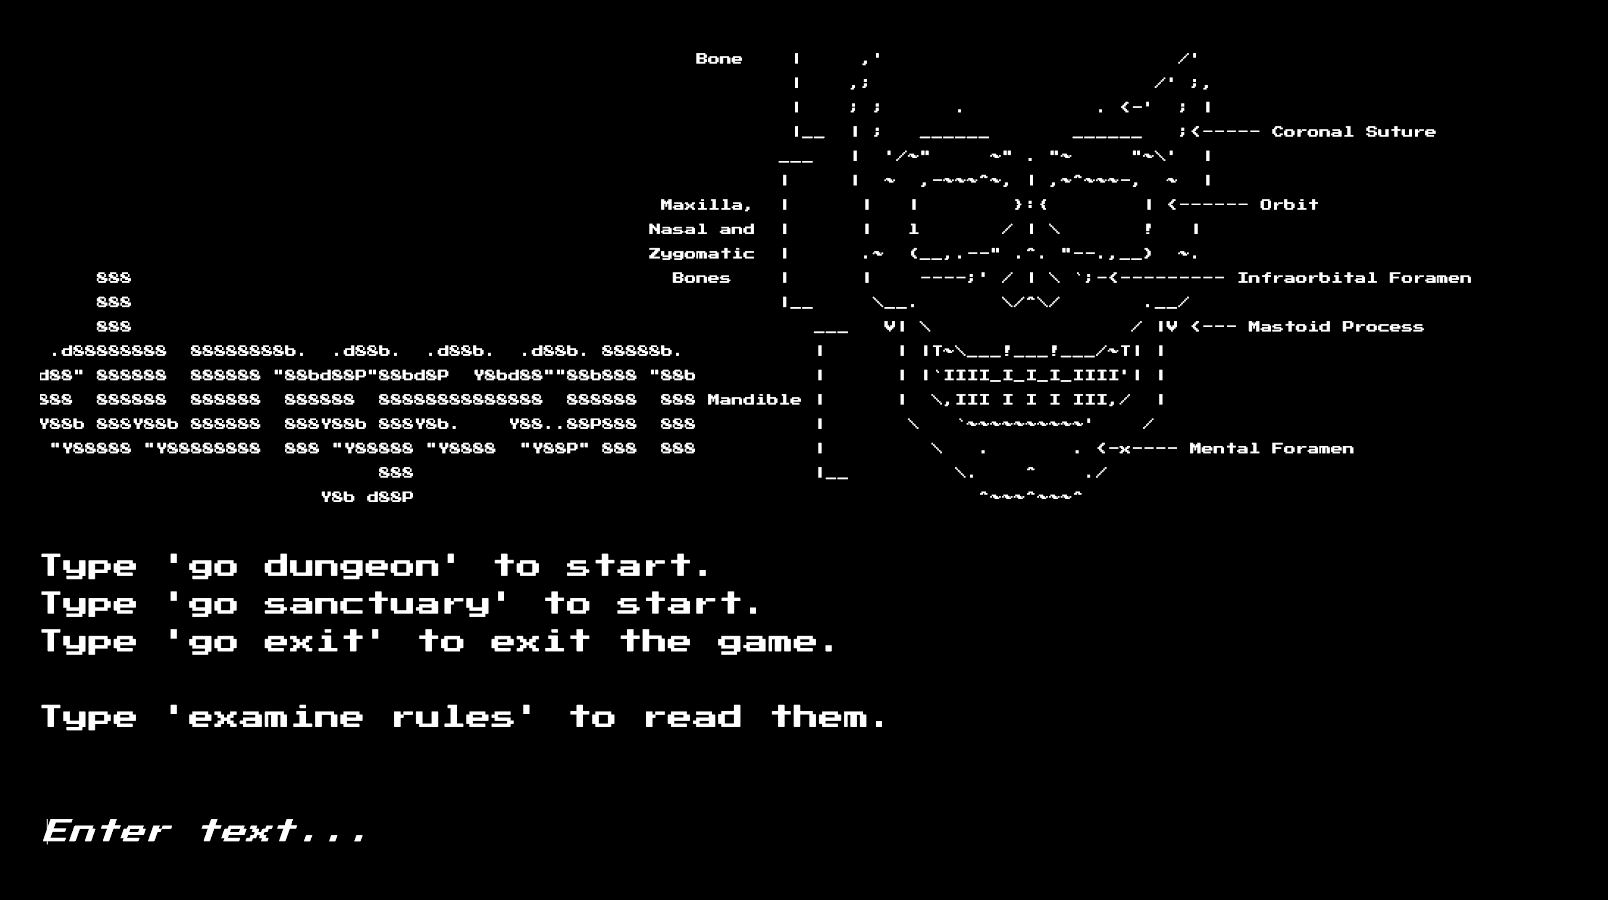 Bone
Coronal Suture
Maxilla,
Orbit
Nasal and
Zygomatic
Bones
Infraorbital Foramen
Mastoid Process
Mandible
Mental Foramen
Type 'go dungeon' to start.
Type 'go sanctuary' to start.
Type 'go exit' to exit the game.
Type 'examine rules' to read them.
Enter text...